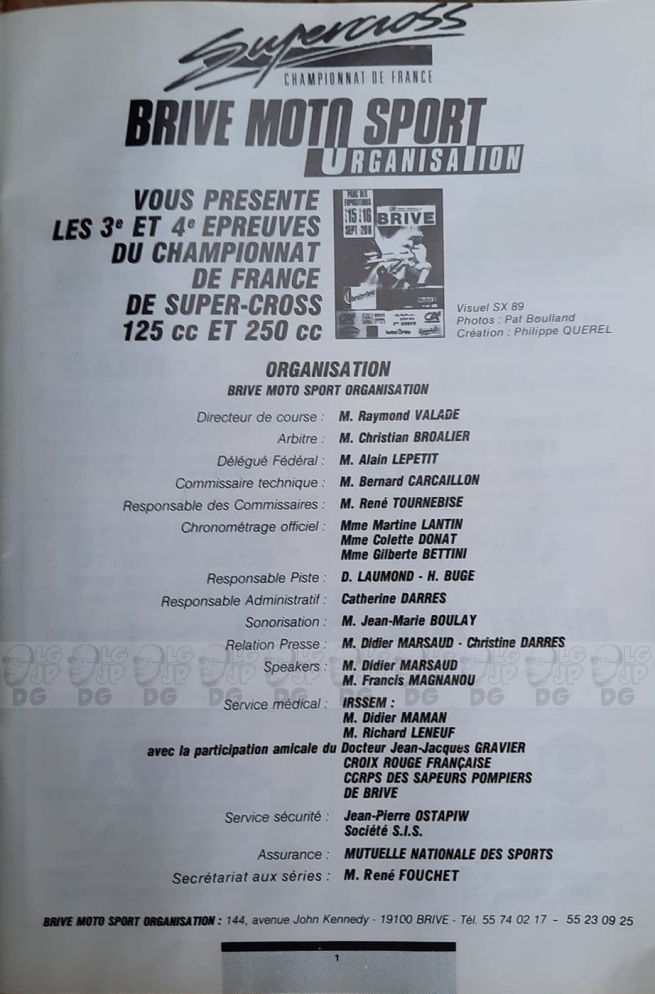 Supercross
CHAMPIONNAT DE FRANCE
BRIVE MOTO SPORT
ORGANISATION
VOUS PRESENTE
LES 3e ET 4e EPREUVES
DU CHAMPIONNAT
DE FRANCE
DE SUPER-CROSS
125 cc ET 250 cc
PARC DES
EXPOSITIONS
15 16
SEPT 20H
BRIVE
Chesterfield
Visuel SX 89
Photos : Pat Boulland
Création : Philippe QUEREL
ORGANISATION
BRIVE MOTO SPORT ORGANISATION
Directeur de course : M. Raymond VALADE
Arbitre : M. Christian BROALIER
Délégué Fédéral : M. Alain LEPETIT
Commissaire technique : M. Bernard CARCAILLON
Responsable des Commissaires : M. René TOURNEBISE
Chronométrage officiel : Mme Martine LANTIN
Mme Colette DONAT
Mme Gilberte BETTINI
Responsable Piste : D. LAUMOND - H. BUGE
Responsable Administratif : Catherine DARRES
Sonorisation : M. Jean-Marie BOULAY
Relation Presse : M. Didier MARSAUD - Christine DARRES
Speakers : M. Didier MARSAUD
M. Francis MAGNANOU
Service médical : IRSSEM :
M. Didier MAMAN
M. Richard LENEUF
avec la participation amicale du Docteur Jean-Jacques GRAVIER
CROIX ROUGE FRANÇAISE
CCRPS DES SAPEURS POMPIERS
DE BRIVE
Service sécurité : Jean-Pierre OSTAPIW
Société S.I.S.
Assurance : MUTUELLE NATIONALE DES SPORTS
Secrétariat aux séries : M. René FOUCHET
BRIVE MOTO SPORT ORGANISATION : 144, avenue John Kennedy - 19100 BRIVE - Tél. 55 74 02 17 - 55 23 09 25
1